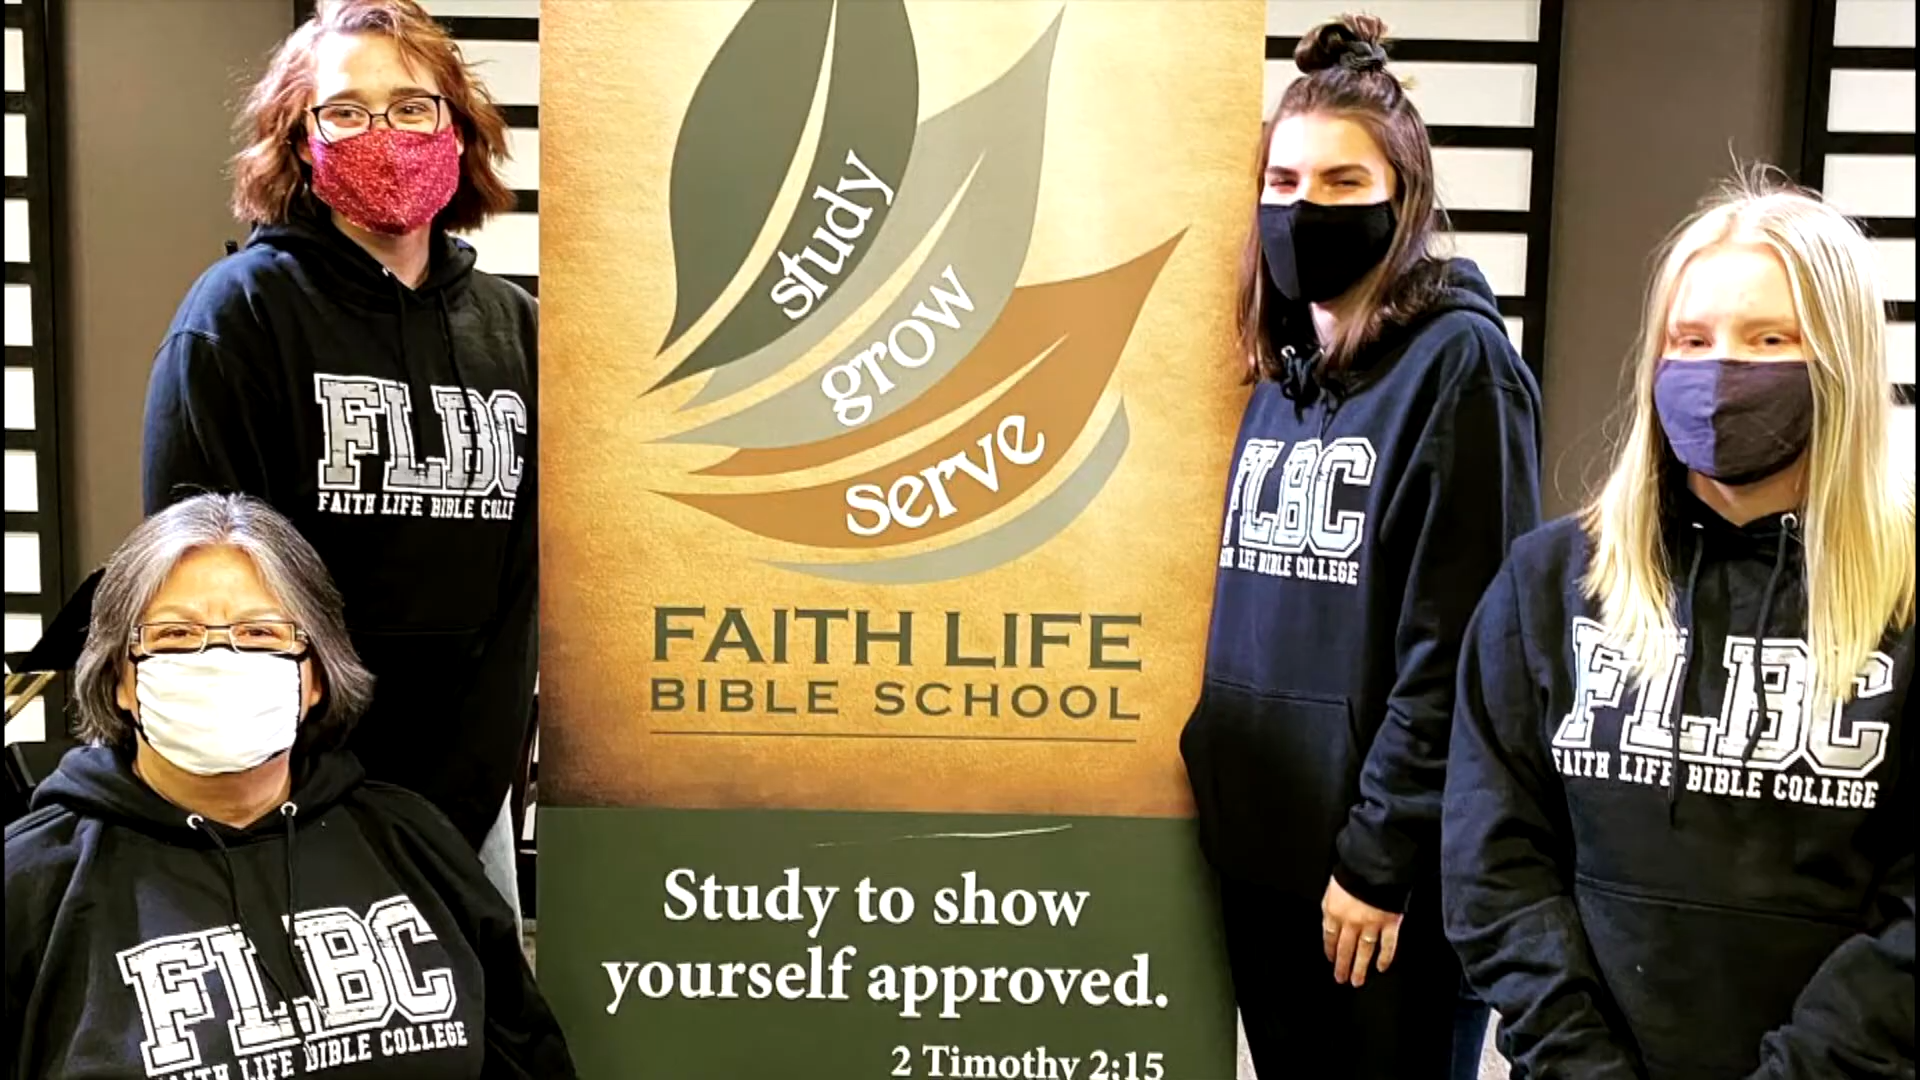 study
grow
serve
FAITH LIFE
BIBLE SCHOOL
Study to show
yourself approved.
2 Timothy 2:15
FLBC
FAITH LIFE BIBLE COLLE
FLBC
FAITH LIFE BIBLE COLLEGE
FLBC
LIFE BIBLE COLLEGE
FLBC
FAITH LIFE BIBLE COLLEGE